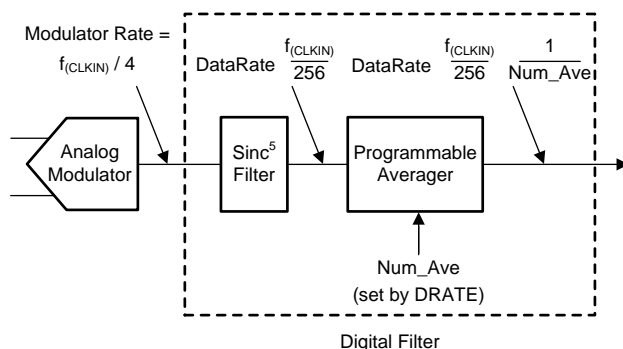 Modulator Rate =
f(CLKIN) / 4
DataRate f(CLKIN)/256
DataRate f(CLKIN)/256 1/Num_Ave
Analog
Modulator
Sinc⁵
Filter
Programmable
Averager
Num_Ave
(set by DRATE)
Digital Filter